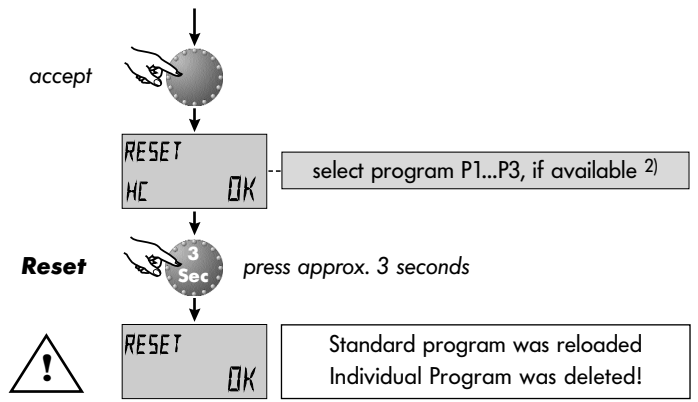 accept
RESET
HC OK
select program P1...P3, if available 2)
3
Sec
Reset
press approx. 3 seconds
!
RESET
OK
Standard program was reloaded
Individual Program was deleted!